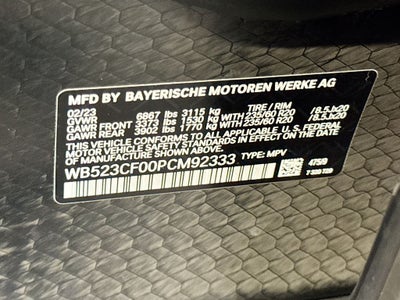 MFD BY BAYERISCHE MOTOREN WERKE AG
02/23 TIRE / RIM
GVWR 6867 lbs 3115 kg
GAWR FRONT 3373 lbs 1530 kg WITH 235/60 R20 / 8.5Jx20
GAWR REAR 3902 lbs 1770 kg WITH 235/60 R20 / 8.5Jx20
THIS VEHICLE CONFORMS TO ALL APPLICABLE U.S. FEDERAL
MOTOR VEHICLE SAFETY STANDARDS IN EFFECT ON THE
DATE OF MANUFACTURE SHOWN ABOVE.
WB523CF00PCM92333 TYPE: MPV